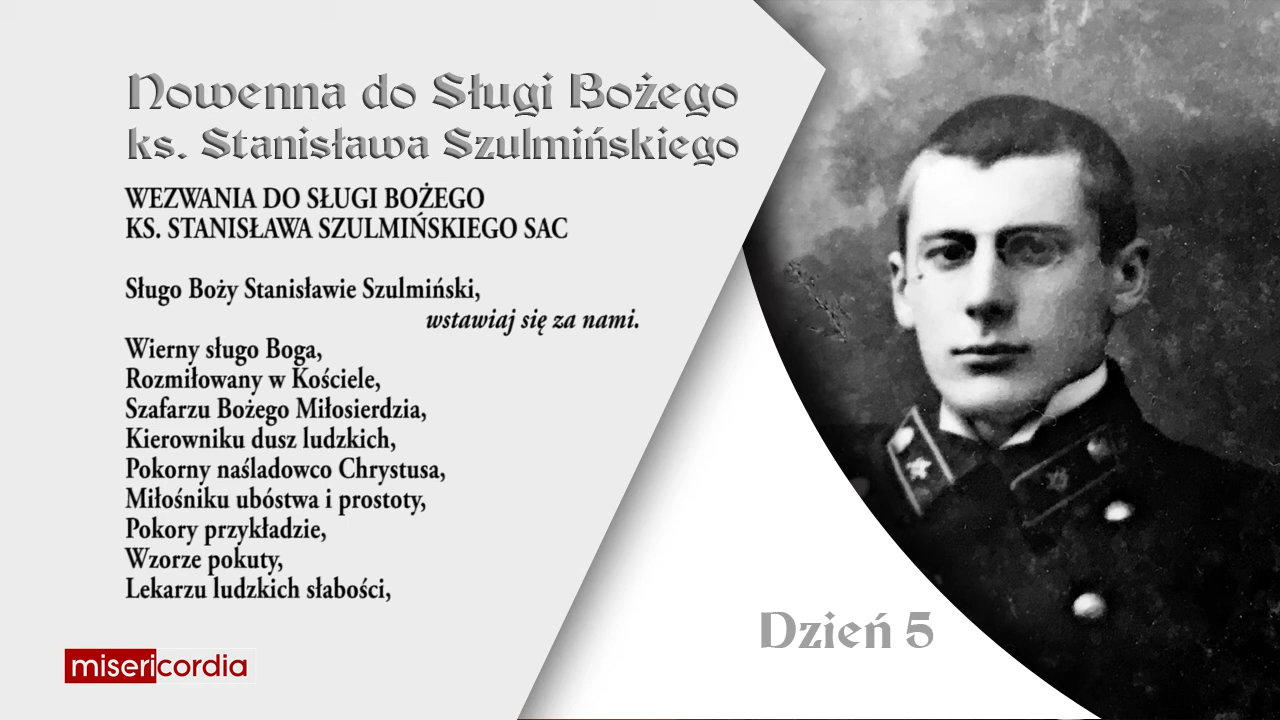 Nowenna do Sługi Bożego
ks. Stanisława Szulmińskiego
WEZWANIA DO SŁUGI BOŻEGO
KS. STANISŁAWA SZULMIŃSKIEGO SAC
Sługo Boży Stanisławie Szulmiński,
wstawiaj się za nami.
Wierny sługo Boga,
Rozmiłowany w Kościele,
Szafarzu Bożego Miłosierdzia,
Kierowniku dusz ludzkich,
Pokorny naśladowco Chrystusa,
Miłośniku ubóstwa i prostoty,
Pokory przykładzie,
Wzorze pokuty,
Lekarzu ludzkich słabości,
Dzień 5
misericordia